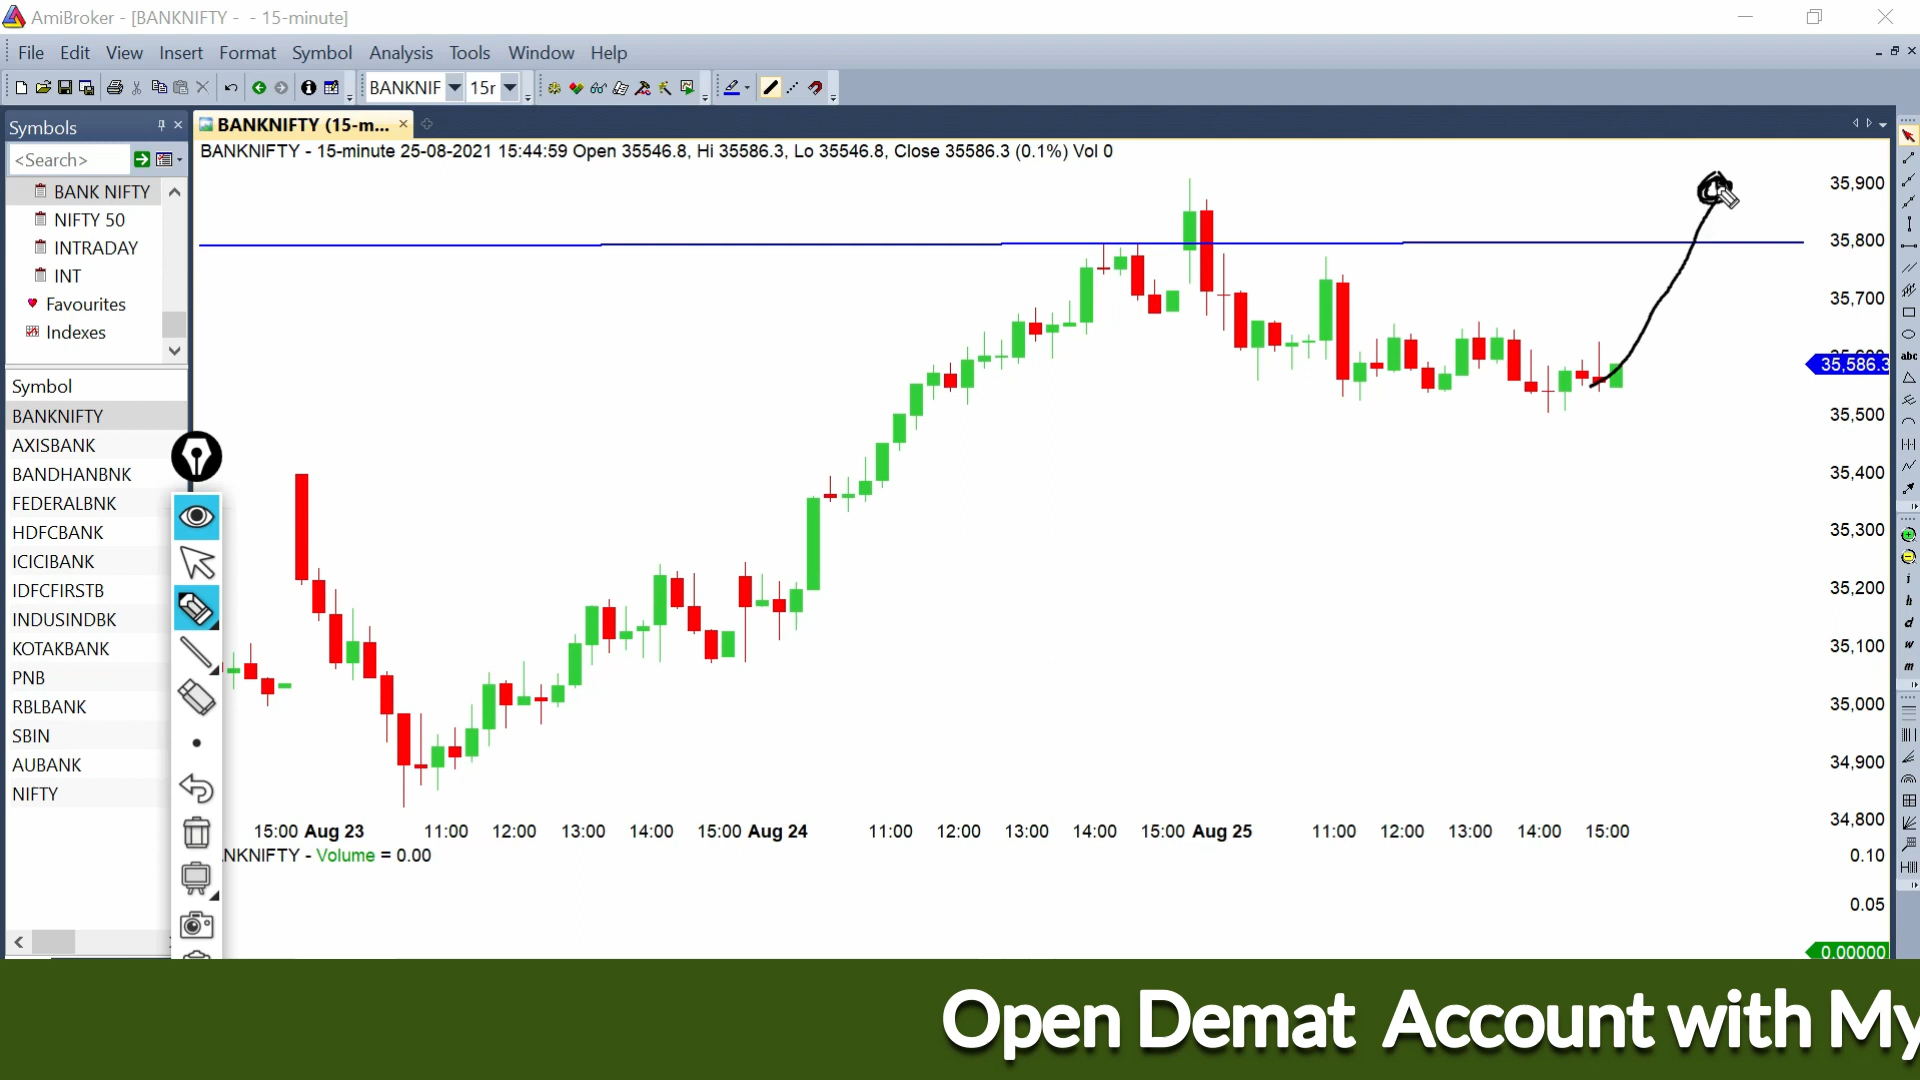 AmiBroker - [BANKNIFTY - - 15-minute]
File Edit View Insert Format Symbol Analysis Tools Window Help
BANKNIF 15r
Symbols
BANKNIFTY (15-m...
<Search>
BANKNIFTY - 15-minute 25-08-2021 15:44:59 Open 35546.8, Hi 35586.3, Lo 35546.8, Close 35586.3 (0.1%) Vol 0
BANK NIFTY
NIFTY 50
INTRADAY
INT
Favourites
Indexes
Symbol
BANKNIFTY
AXISBANK
BANDHANBNK
FEDERALBNK
HDFCBANK
ICICIBANK
IDFCFIRSTB
INDUSINDBK
KOTAKBANK
PNB
RBLBANK
SBIN
AUBANK
NIFTY
35,900
35,800
35,700
35,586.3
35,500
35,400
35,300
35,200
35,100
35,000
34,900
34,800
15:00 Aug 23 11:00 12:00 13:00 14:00 15:00 Aug 24 11:00 12:00 13:00 14:00 15:00 Aug 25 11:00 12:00 13:00 14:00 15:00
NKNIFTY - Volume = 0.00
0.10
0.05
0.00000
abc
i
h
d
w
m
Open Demat Account with My